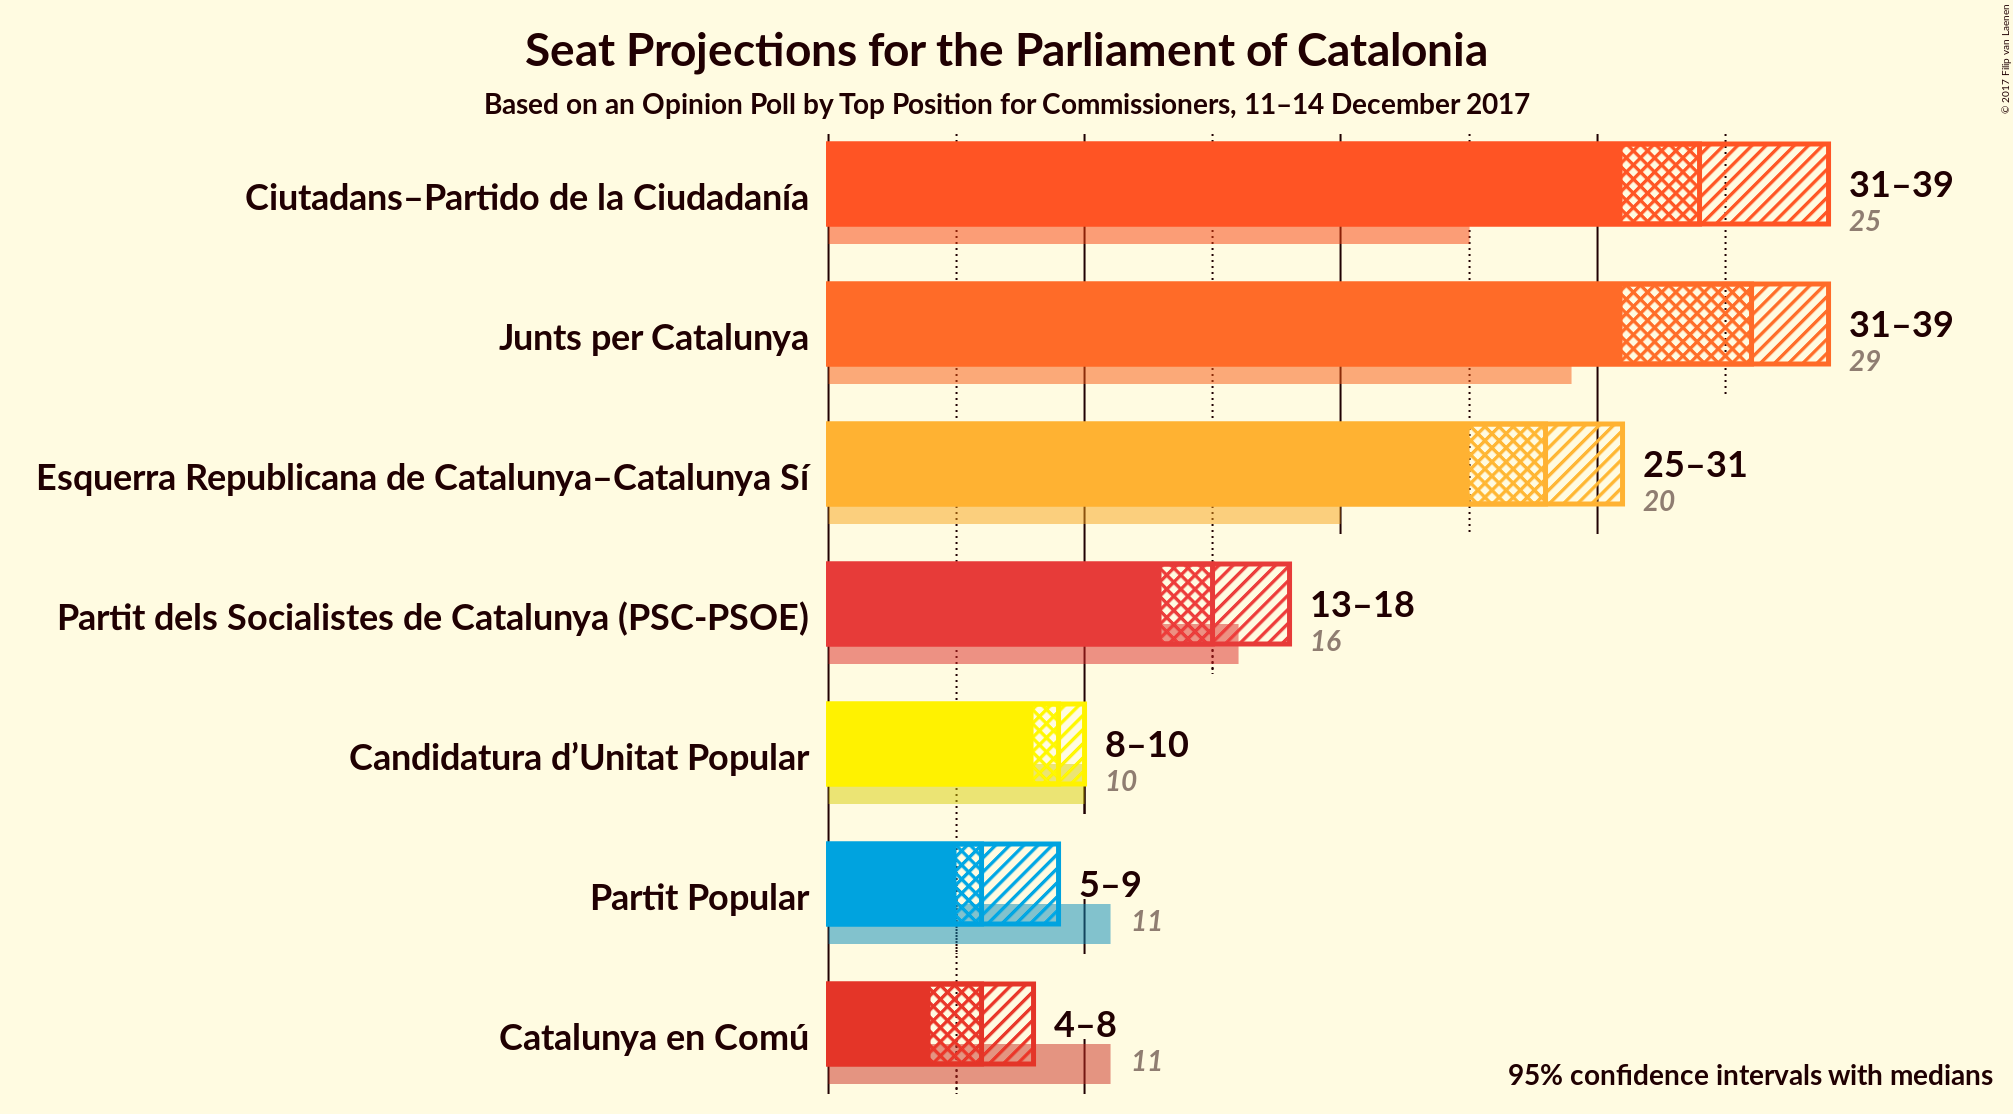 Seat Projections for the Parliament of Catalonia
Based on an Opinion Poll by Top Position for Commissioners, 11–14 December 2017
© 2017 Filip van Laenen
Ciutadans–Partido de la Ciudadanía
31–39
25
Junts per Catalunya
31–39
29
Esquerra Republicana de Catalunya–Catalunya Sí
25–31
20
Partit dels Socialistes de Catalunya (PSC-PSOE)
13–18
16
Candidatura d’Unitat Popular
8–10
10
Partit Popular
5–9
11
Catalunya en Comú
4–8
11
95% confidence intervals with medians